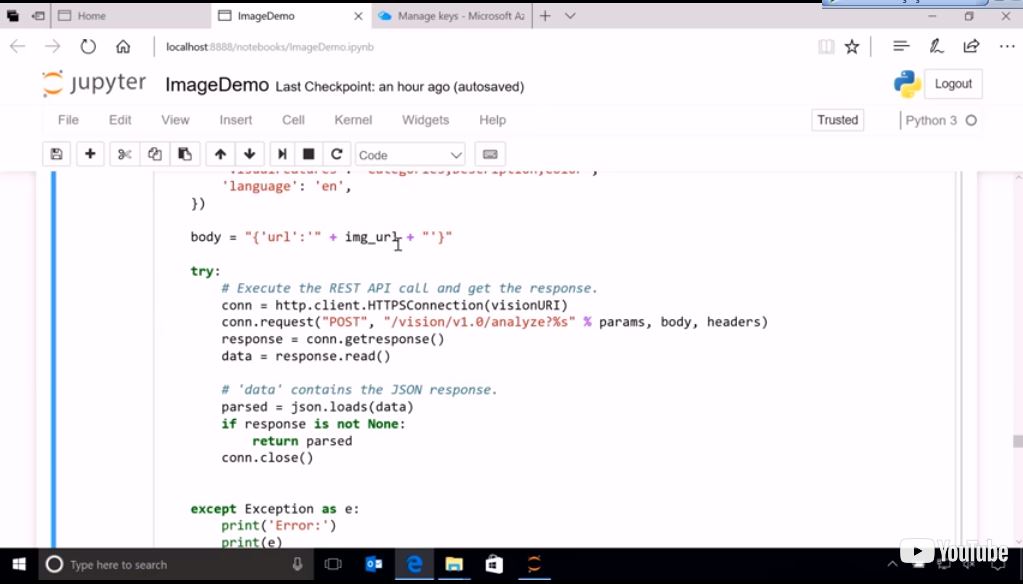 Home
ImageDemo
Manage keys - Microsoft Az
localhost:8888/notebooks/ImageDemo.ipynb
jupyter ImageDemo Last Checkpoint: an hour ago (autosaved)
Logout
File Edit View Insert Cell Kernel Widgets Help
Trusted
Python 3
Code
'language': 'en',
})
body = "{'url':'" + img_url + "'}"
try:
# Execute the REST API call and get the response.
conn = http.client.HTTPSConnection(visionURI)
conn.request("POST", "/vision/v1.0/analyze?%s" % params, body, headers)
response = conn.getresponse()
data = response.read()
# 'data' contains the JSON response.
parsed = json.loads(data)
if response is not None:
return parsed
conn.close()
except Exception as e:
print('Error:')
print(e)
Type here to search
YouTube